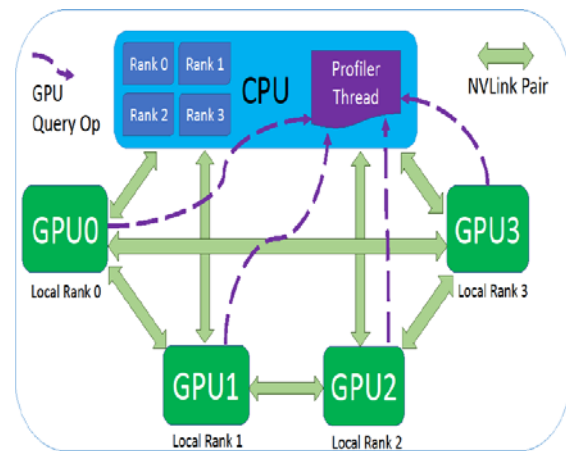 GPU
Query Op
Rank 0
Rank 1
Rank 2
Rank 3
CPU
Profiler
Thread
NVLink Pair
GPU0
Local Rank 0
GPU3
Local Rank 3
GPU1
Local Rank 1
GPU2
Local Rank 2